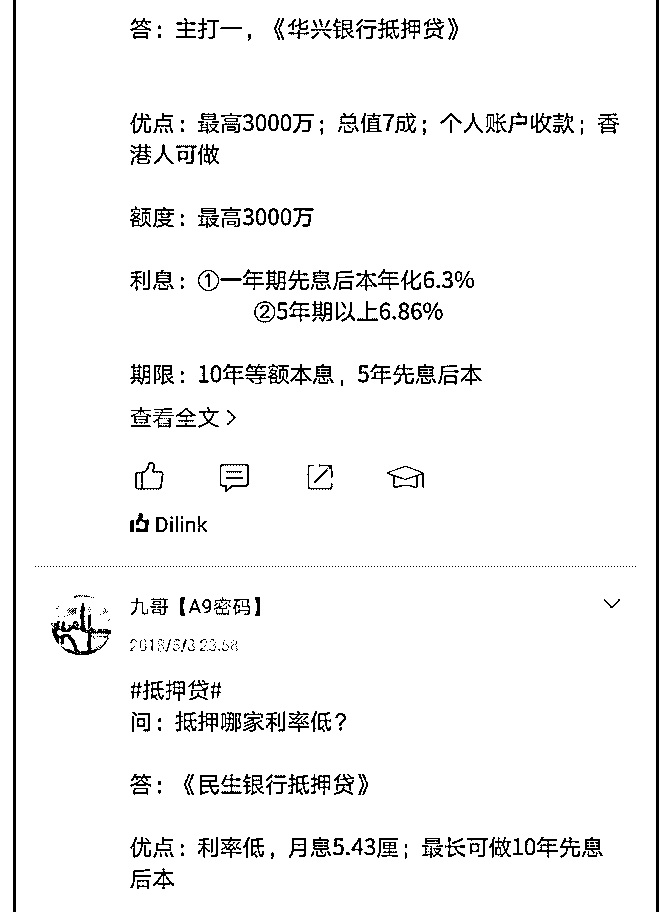 答：主打一，《华兴银行抵押贷》
优点：最高3000万；总值7成；个人账户收款；香
港人可做
额度：最高3000万
利息：①一年期先息后本年化6.3%
②5年期以上6.86%
期限：10年等额本息，5年先息后本
查看全文
Dilink
九哥【A9密码】
#抵押贷#
问：抵押哪家利率低？
答：《民生银行抵押贷》
优点：利率低，月息5.43厘；最长可做10年先息
后本